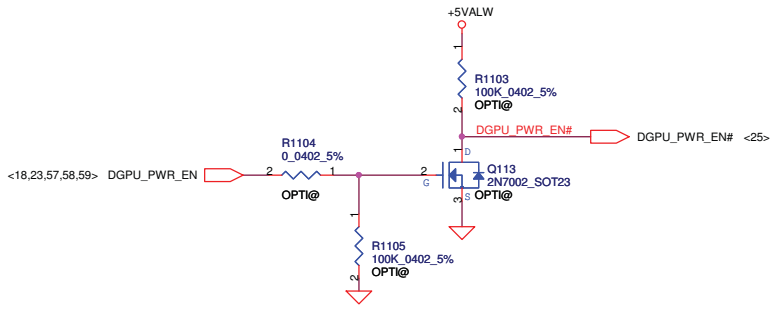 +5VALW
1
R1103
100K_0402_5%
OPTI@
2
DGPU_PWR_EN#
DGPU_PWR_EN# <25>
R1104
0_0402_5%
1
D
<18,23,57,58,59> DGPU_PWR_EN
2
1
2
G
Q113
2N7002_SOT23
OPTI@
OPTI@
3
S
1
R1105
100K_0402_5%
OPTI@
2